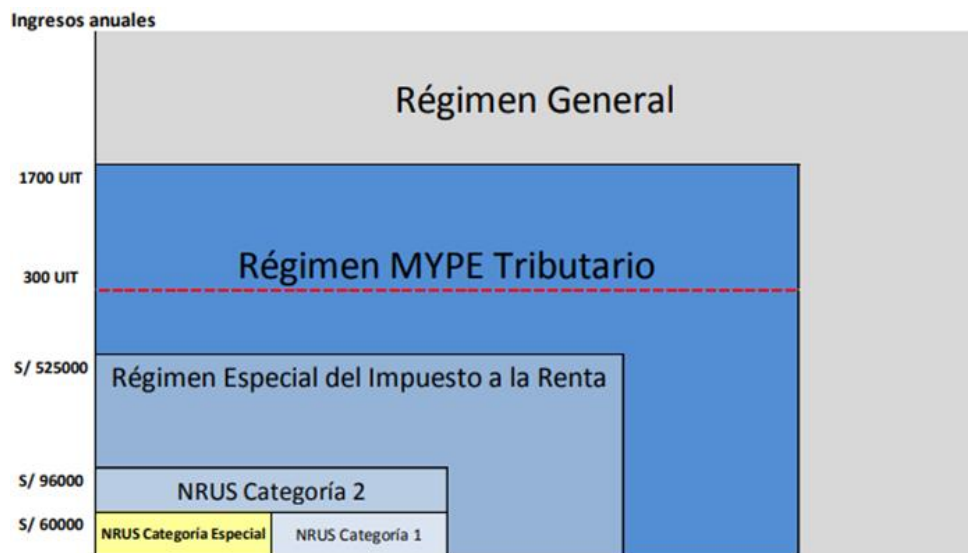 Ingresos anuales
Régimen General
1700 UIT
Régimen MYPE Tributario
300 UIT
S/ 525000
Régimen Especial del Impuesto a la Renta
S/ 96000
NRUS Categoría 2
S/ 60000
NRUS Categoría Especial
NRUS Categoría 1